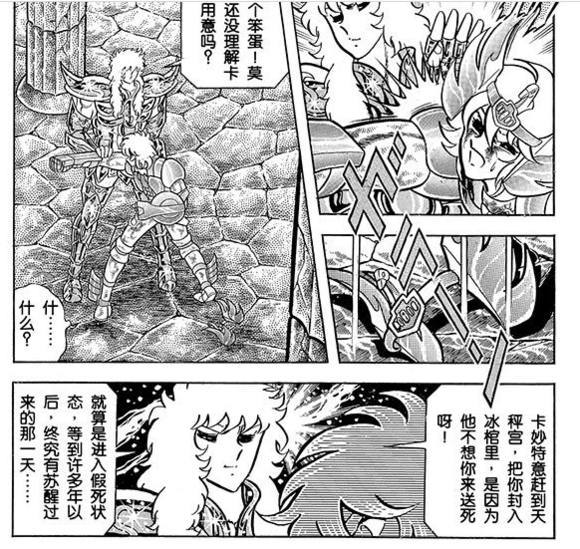 个笨蛋！莫
还没理解卡
用意吗？
什……
什么？
卡妙特意赶到天
秤宫，把你封入
冰棺里，是因为
他不想你来送死
呀！
就算是进入假死状
态，等到许多年以
后，终究有苏醒过
来的那一天……